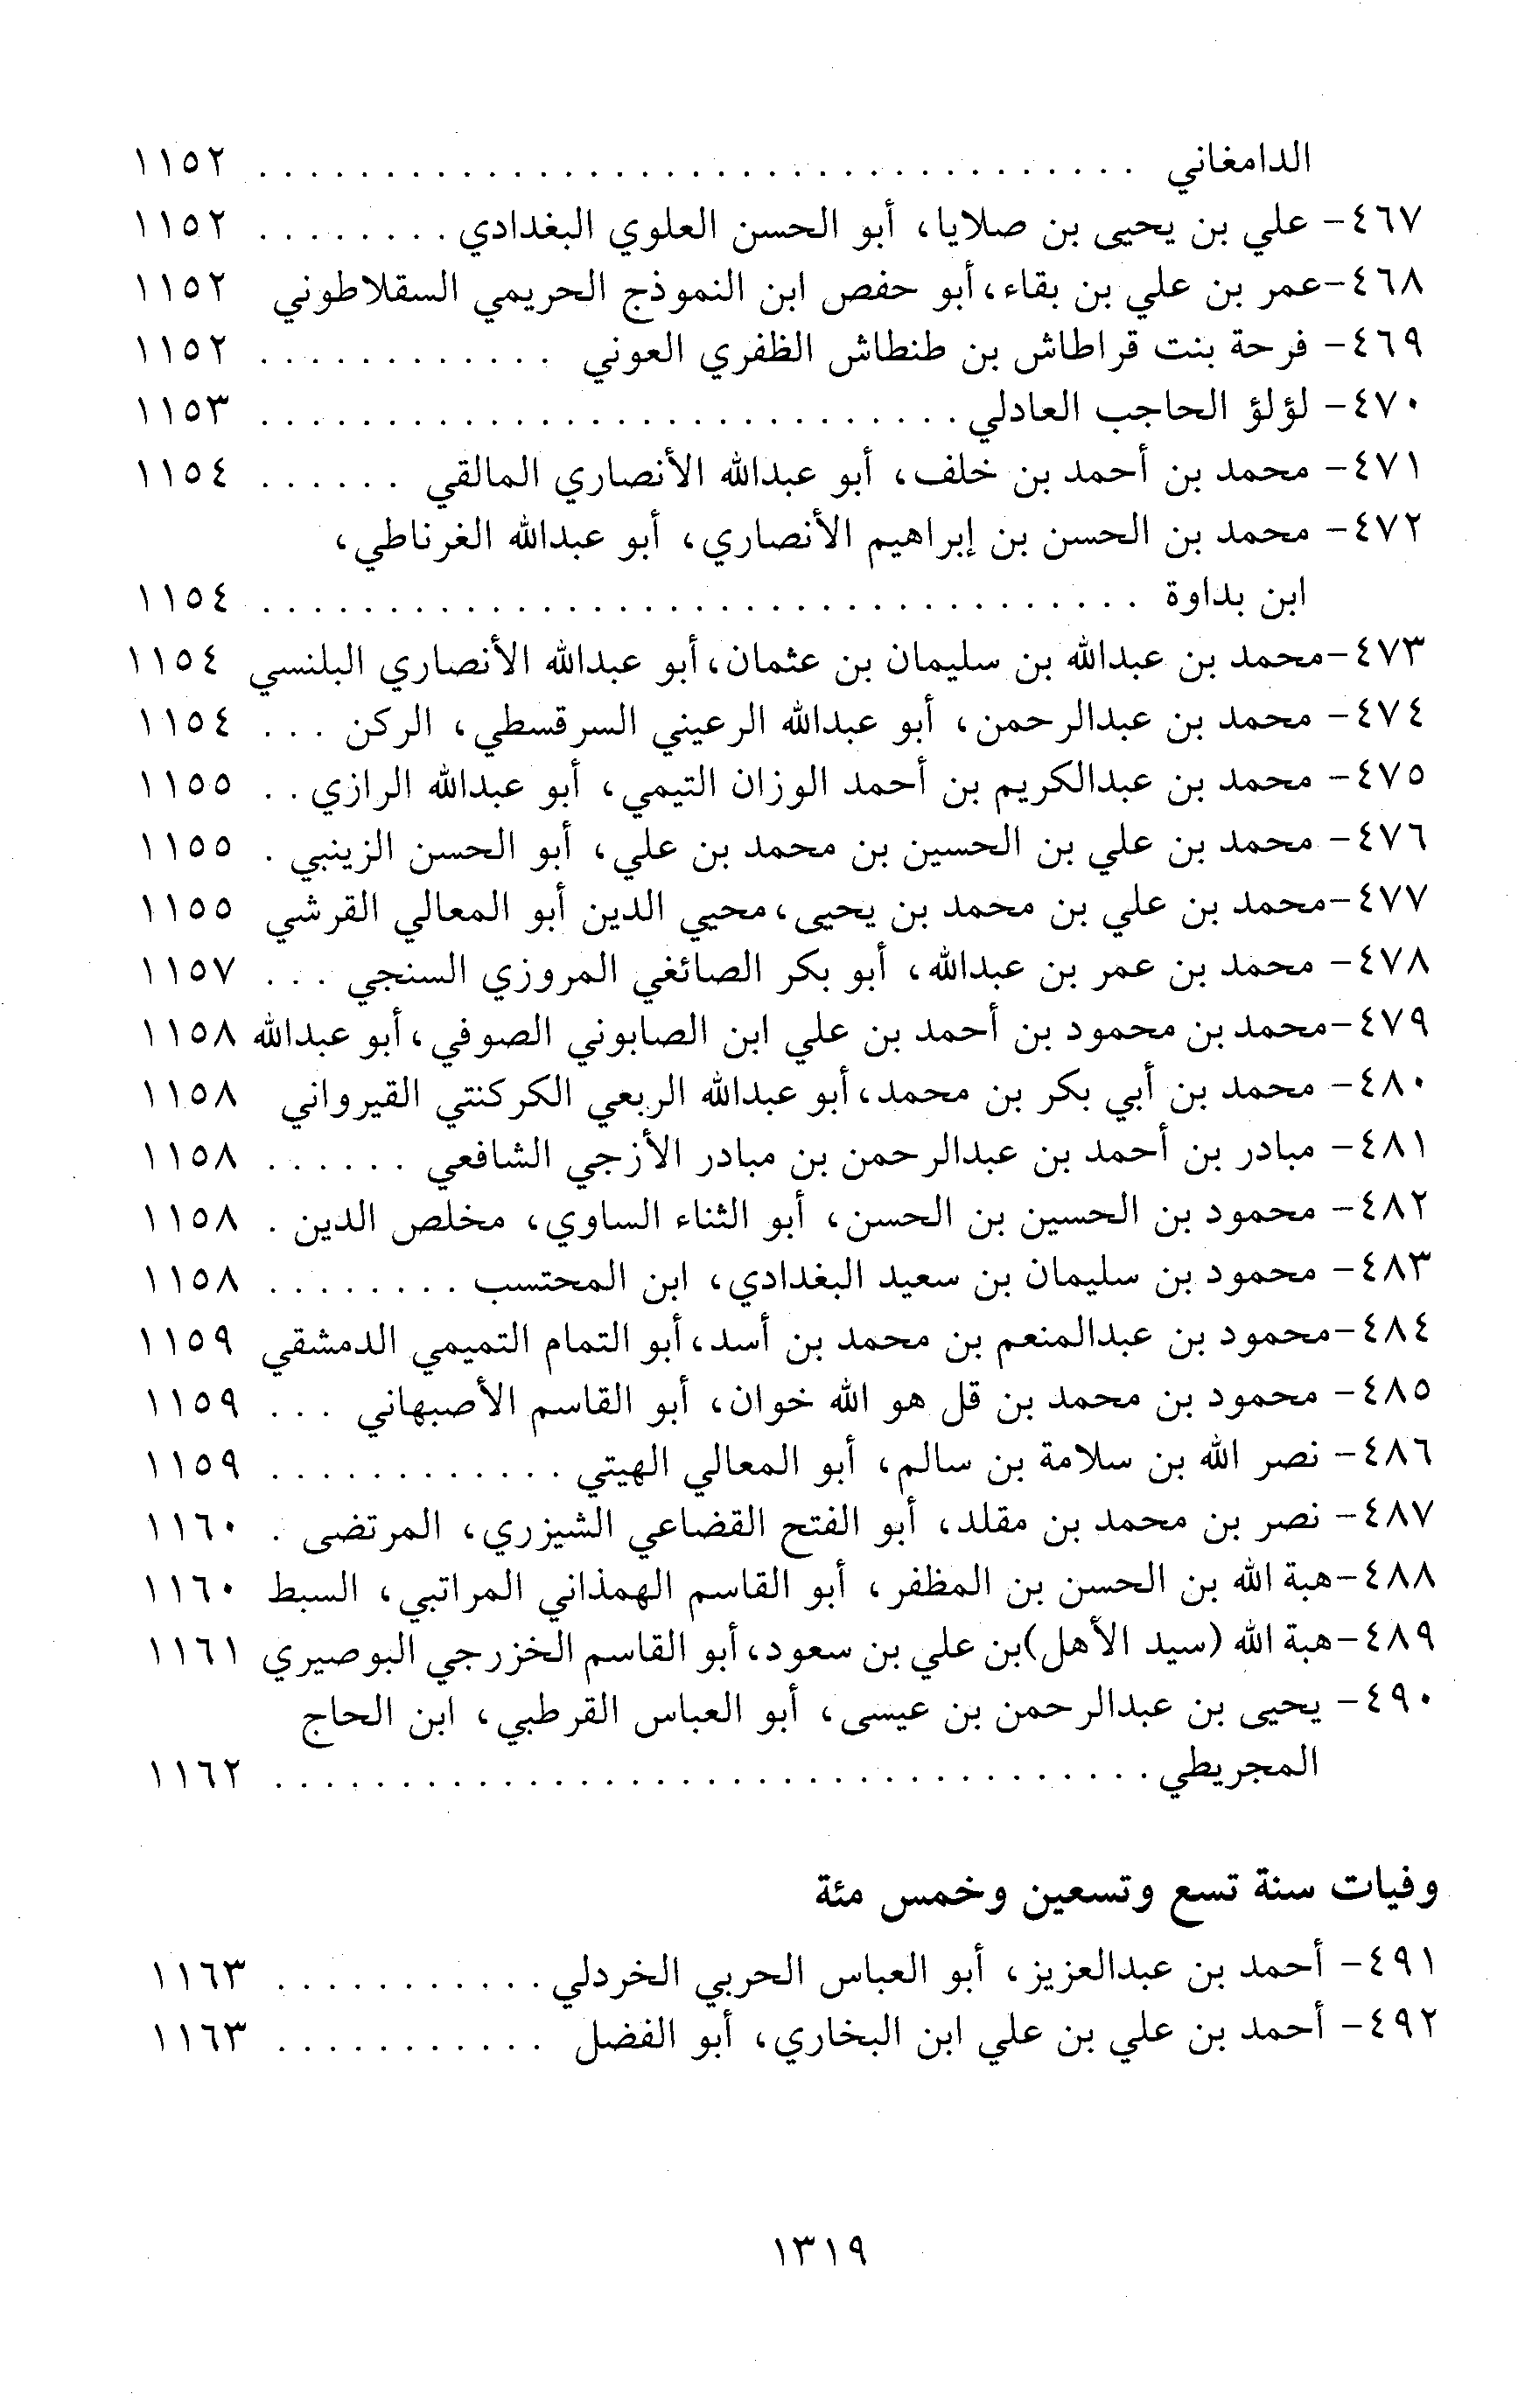 الدامغاني . . . . . . . . . . . . . . . . . . . . . . . . . . . . . . . . . . . ١١٥٢
٤٦٧- علي بن يحيى بن صلايا، أبو الحسن العلوي البغدادي . . . . . . . . ١١٥٢
٤٦٨-عمر بن علي بن بقاء، أبو حفص ابن النموذج الحريمي السقلاطوني ١١٥٢
٤٦٩- فرحة بنت قراطاش بن طنطاش الظفري العوني . . . . . . . . . . . . ١١٥٢
٤٧٠- لؤلؤ الحاجب العادلي . . . . . . . . . . . . . . . . . . . . . . . . . . . . ١١٥٣
٤٧١- محمد بن أحمد بن خلف، أبو عبدالله الأنصاري المالقي . . . . . . ١١٥٤
٤٧٢- محمد بن الحسن بن إبراهيم الأنصاري، أبو عبدالله الغرناطي،
ابن بداوة . . . . . . . . . . . . . . . . . . . . . . . . . . . . . . . . . . . ١١٥٤
٤٧٣-محمد بن عبدالله بن سليمان بن عثمان، أبو عبدالله الأنصاري البلنسي ١١٥٤
٤٧٤- محمد بن عبدالرحمن، أبو عبدالله الرعيني السرقسطي، الركن . . . ١١٥٤
٤٧٥- محمد بن عبدالكريم بن أحمد الوزان التيمي، أبو عبدالله الرازي . . ١١٥٥
٤٧٦- محمد بن علي بن الحسين بن محمد بن علي، أبو الحسن الزينبي . ١١٥٥
٤٧٧-محمد بن علي بن محمد بن يحيى، محيي الدين أبو المعالي القرشي ١١٥٥
٤٧٨- محمد بن عمر بن عبدالله، أبو بكر الصائغي المروزي السنجي . . . ١١٥٧
٤٧٩-محمد بن محمود بن أحمد بن علي ابن الصابوني الصوفي، أبو عبدالله ١١٥٨
٤٨٠- محمد بن أبي بكر بن محمد، أبو عبدالله الربعي الكركنتي القيرواني ١١٥٨
٤٨١- مبادر بن أحمد بن عبدالرحمن بن مبادر الأزجي الشافعي . . . . . . ١١٥٨
٤٨٢- محمود بن الحسين بن الحسن، أبو الثناء الساوي، مخلص الدين . ١١٥٨
٤٨٣- محمود بن سليمان بن سعيد البغدادي، ابن المحتسب . . . . . . . . ١١٥٨
٤٨٤-محمود بن عبدالمنعم بن محمد بن أسد، أبو التمام التميمي الدمشقي ١١٥٩
٤٨٥- محمود بن محمد بن قل هو الله خوان، أبو القاسم الأصبهاني . . . ١١٥٩
٤٨٦- نصر الله بن سلامة بن سالم، أبو المعالي الهيتي . . . . . . . . . . . . ١١٥٩
٤٨٧- نصر بن محمد بن مقلد، أبو الفتح القضاعي الشيزري، المرتضى . ١١٦٠
٤٨٨-هبة الله بن الحسن بن المظفر، أبو القاسم الهمذاني المراتبي، السبط ١١٦٠
٤٨٩-هبة الله (سيد الأهل)بن علي بن سعود، أبو القاسم الخزرجي البوصيري ١١٦١
٤٩٠- يحيى بن عبدالرحمن بن عيسى، أبو العباس القرطبي، ابن الحاج
المجريطي . . . . . . . . . . . . . . . . . . . . . . . . . . . . . . . . . . . ١١٦٢
وفيات سنة تسع وتسعين وخمس مئة
٤٩١- أحمد بن عبدالعزيز، أبو العباس الحربي الخردلي . . . . . . . . . . . ١١٦٣
٤٩٢- أحمد بن علي بن علي ابن البخاري، أبو الفضل . . . . . . . . . . . ١١٦٣
١٣١٩